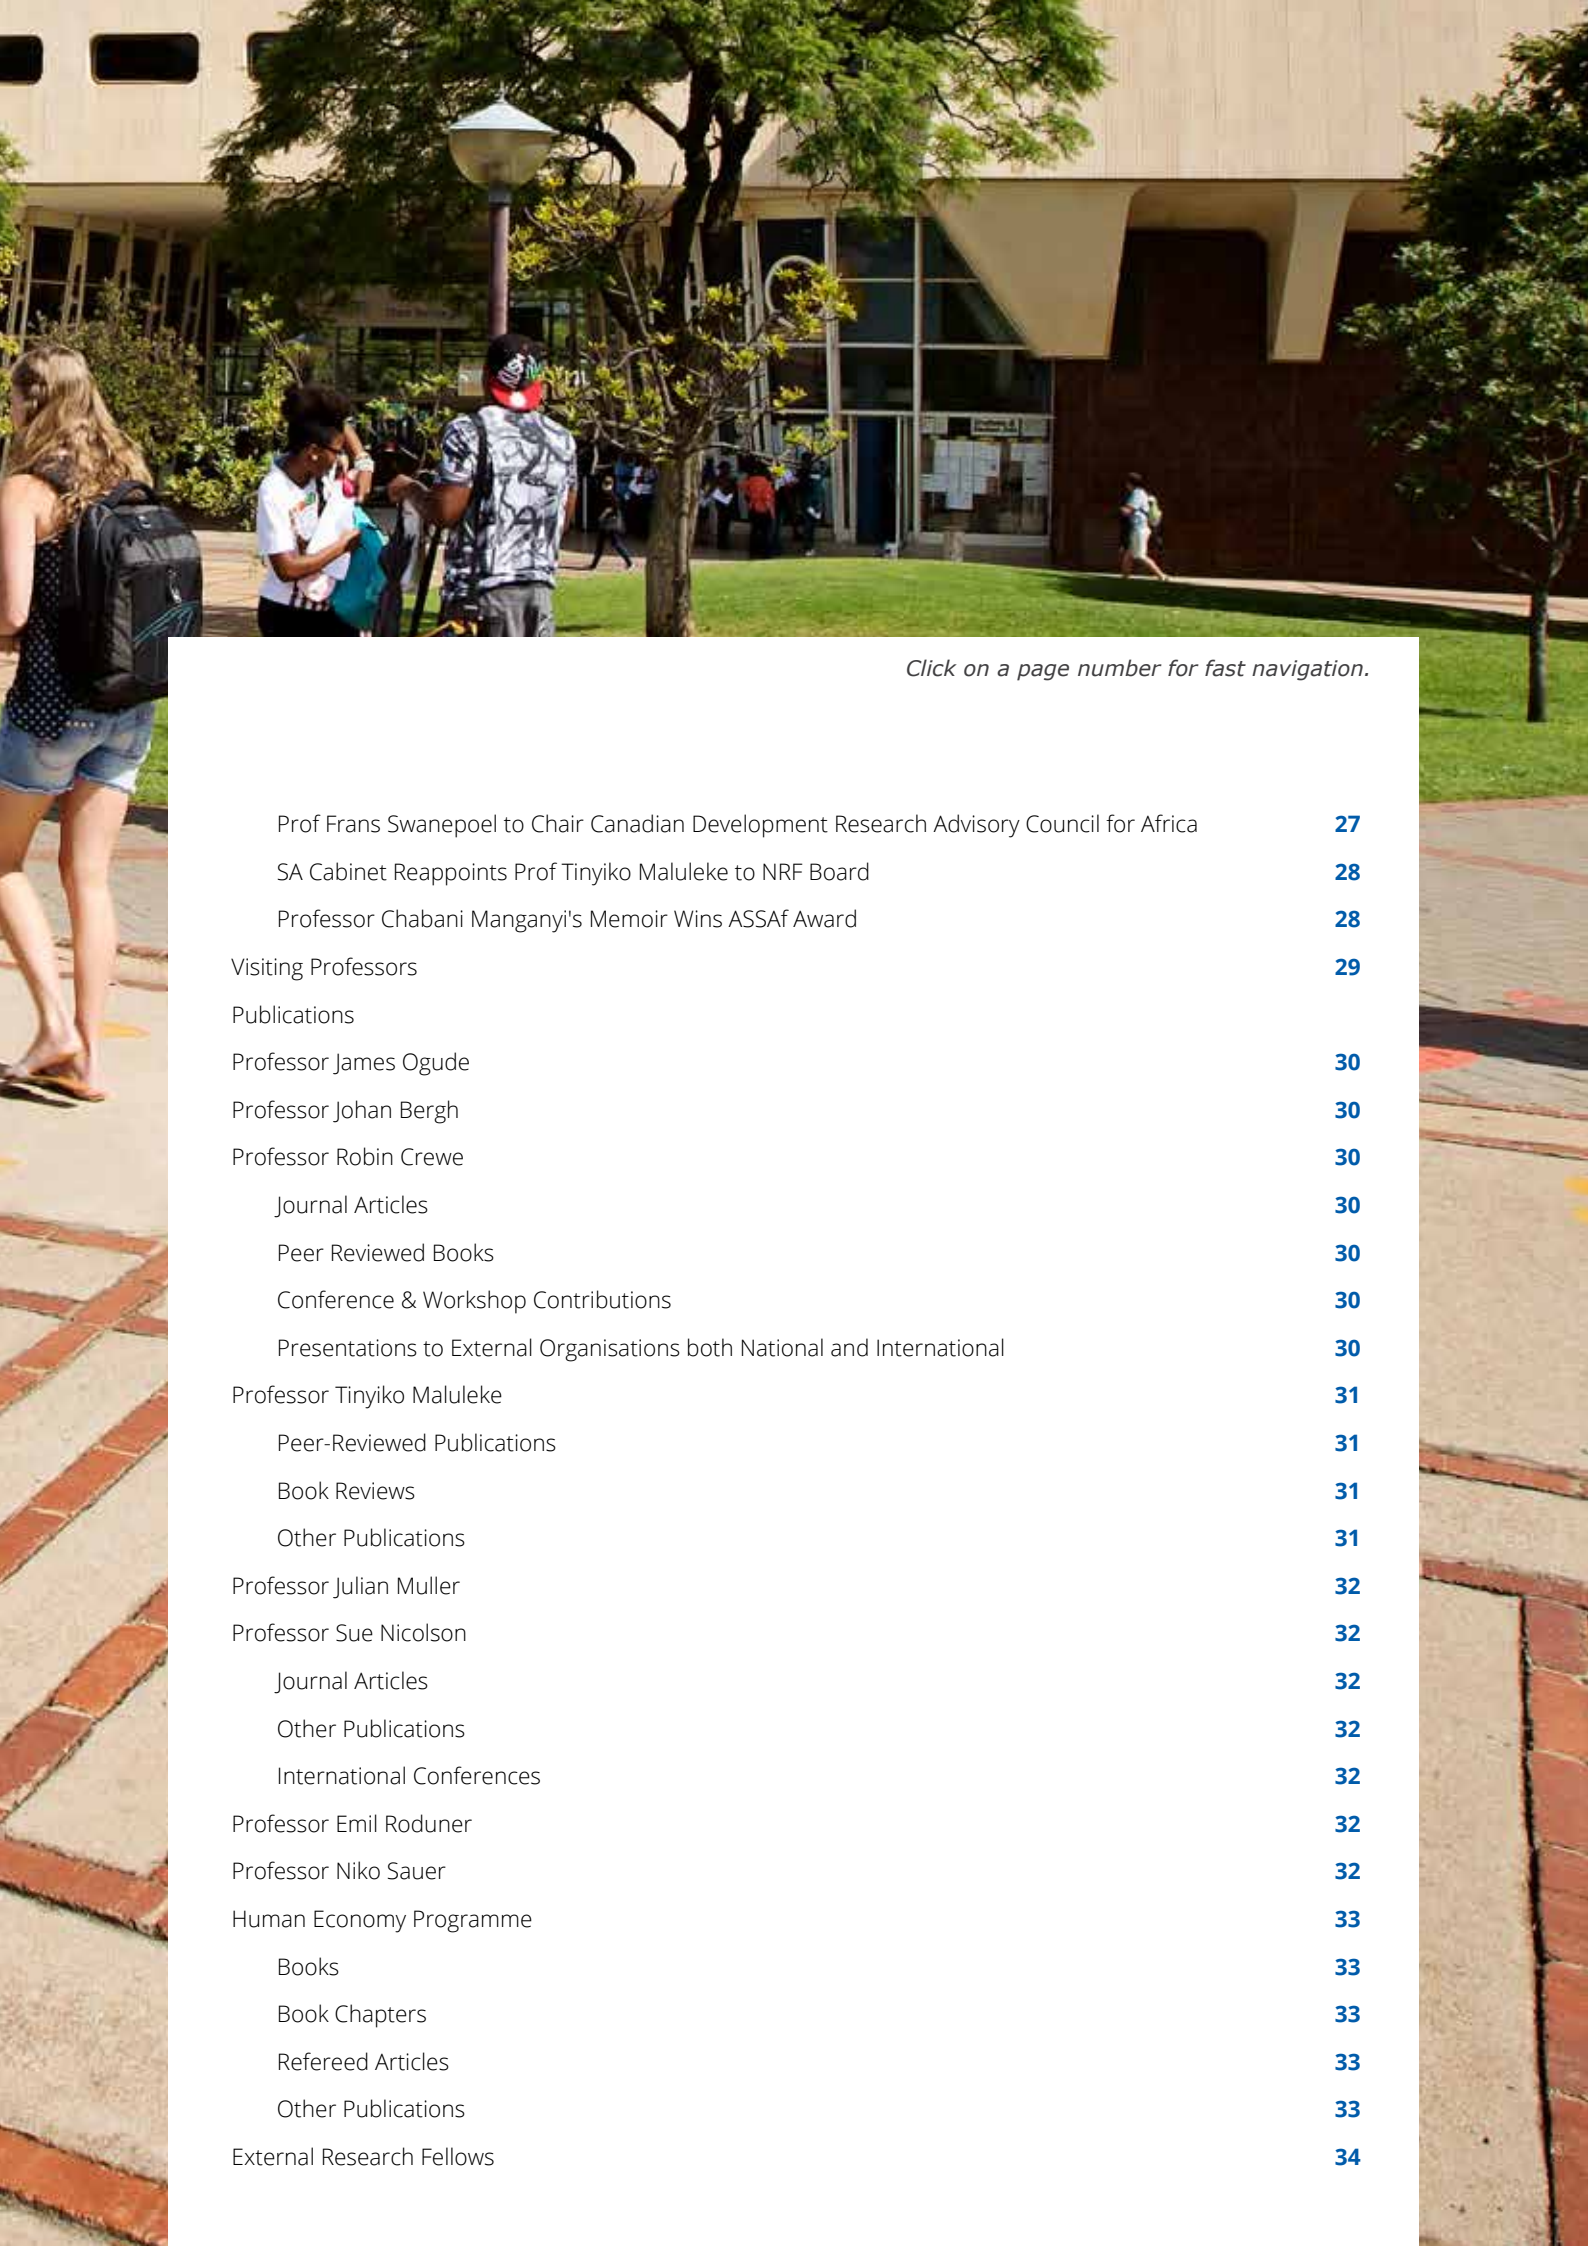 Click on a page number for fast navigation.
Prof Frans Swanepoel to Chair Canadian Development Research Advisory Council for Africa 27
SA Cabinet Reappoints Prof Tinyiko Maluleke to NRF Board 28
Professor Chabani Manganyi's Memoir Wins ASSAf Award 28
Visiting Professors 29
Publications
Professor James Ogude 30
Professor Johan Bergh 30
Professor Robin Crewe 30
Journal Articles 30
Peer Reviewed Books 30
Conference & Workshop Contributions 30
Presentations to External Organisations both National and International 30
Professor Tinyiko Maluleke 31
Peer-Reviewed Publications 31
Book Reviews 31
Other Publications 31
Professor Julian Muller 32
Professor Sue Nicolson 32
Journal Articles 32
Other Publications 32
International Conferences 32
Professor Emil Roduner 32
Professor Niko Sauer 32
Human Economy Programme 33
Books 33
Book Chapters 33
Refereed Articles 33
Other Publications 33
External Research Fellows 34